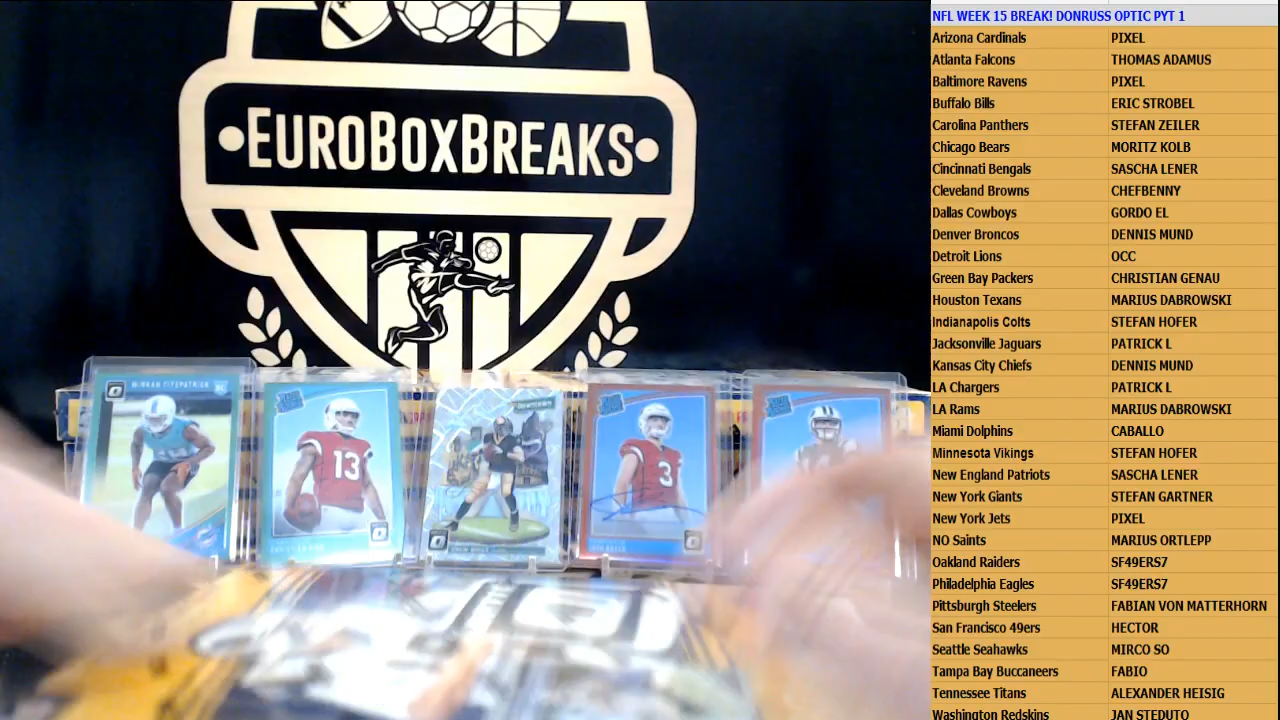 EUROBOXBREAKS
MINKAH FITZPATRICK
13
3
NFL WEEK 15 BREAK! DONRUSS OPTIC PYT 1
Arizona Cardinals PIXEL
Atlanta Falcons THOMAS ADAMUS
Baltimore Ravens PIXEL
Buffalo Bills ERIC STROBEL
Carolina Panthers STEFAN ZEILER
Chicago Bears MORITZ KOLB
Cincinnati Bengals SASCHA LENER
Cleveland Browns CHEFBENNY
Dallas Cowboys GORDO EL
Denver Broncos DENNIS MUND
Detroit Lions OCC
Green Bay Packers CHRISTIAN GENAU
Houston Texans MARIUS DABROWSKI
Indianapolis Colts STEFAN HOFER
Jacksonville Jaguars PATRICK L
Kansas City Chiefs DENNIS MUND
LA Chargers PATRICK L
LA Rams MARIUS DABROWSKI
Miami Dolphins CABALLO
Minnesota Vikings STEFAN HOFER
New England Patriots SASCHA LENER
New York Giants STEFAN GARTNER
New York Jets PIXEL
NO Saints MARIUS ORTLEPP
Oakland Raiders SF49ERS7
Philadelphia Eagles SF49ERS7
Pittsburgh Steelers FABIAN VON MATTERHORN
San Francisco 49ers HECTOR
Seattle Seahawks MIRCO SO
Tampa Bay Buccaneers FABIO
Tennessee Titans ALEXANDER HEISIG
Washington Redskins JAN STEDUTO